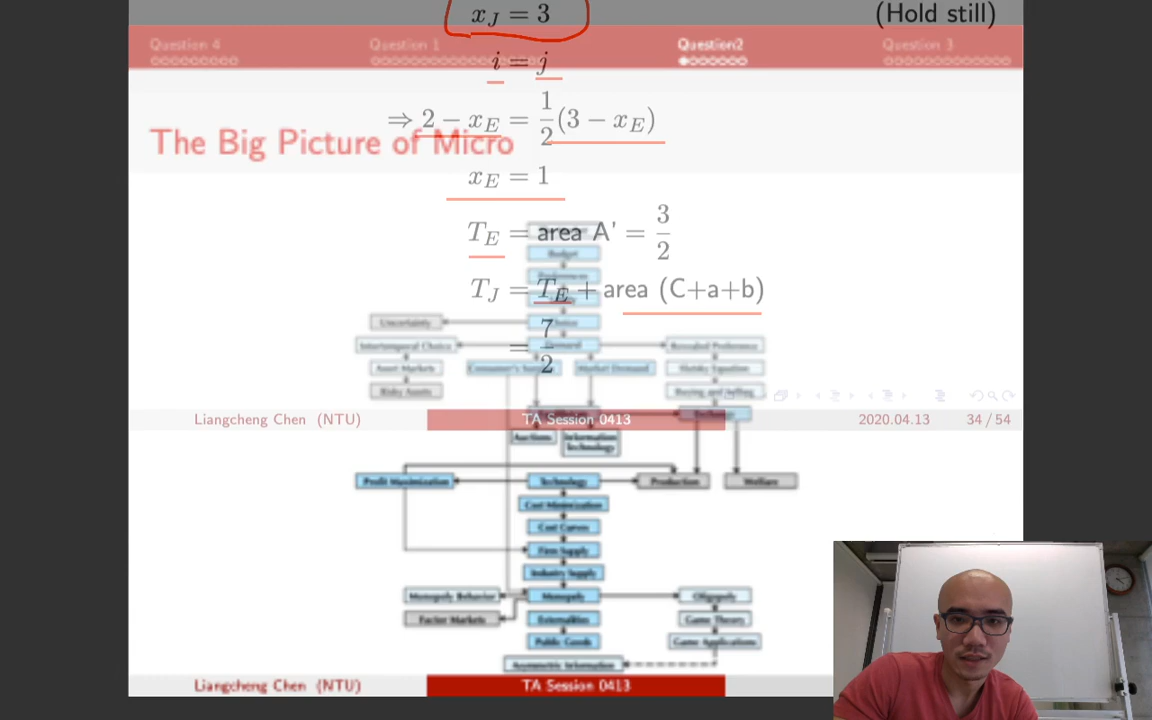 x_J = 3 (Hold still)
Question 4 Question 1 Question2 Question 3
i = j
⇒ 2 − x_E = 1/2 (3 − x_E)
The Big Picture of Micro
x_E = 1
T_E = area A' = 3/2
Budget
T_J = T_E + area (C+a+b)
Uncertainty
= 7/2
Intertemporal Choice Demand Revealed Preference
Asset Markets Consumer's Market Demand Slutsky Equation
Risky Assets Buying and Selling
Liangcheng Chen (NTU) TA Session 0413 2020.04.13 34 / 54
Auctions Information Technology
Profit Maximization Technology Production Welfare
Cost Minimization
Cost Curves
Firm Supply
Industry Supply
Monopoly Behavior Monopoly Oligopoly
Factor Markets Externalities Game Theory
Public Goods Game Applications
Asymmetric Information
Liangcheng Chen (NTU) TA Session 0413